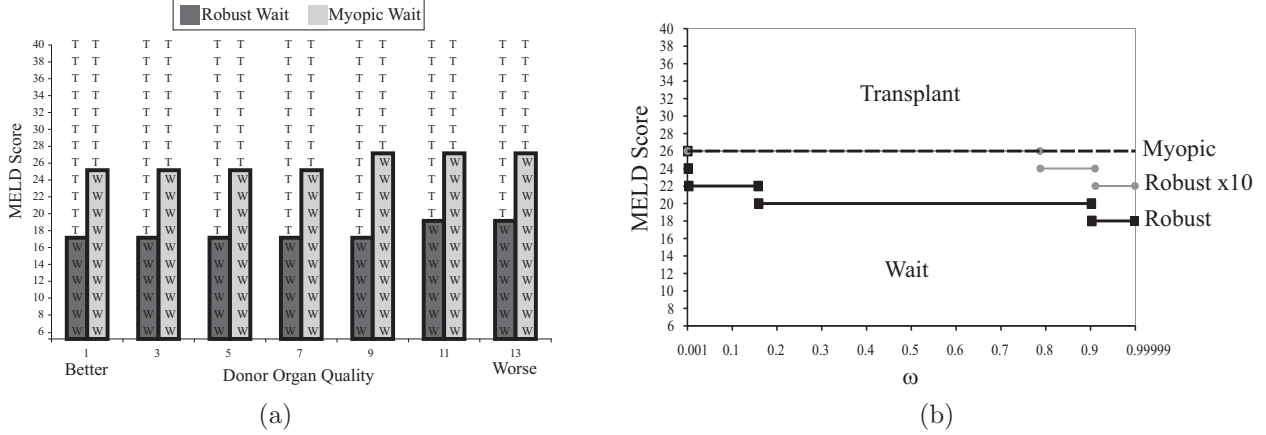 Robust Wait Myopic Wait
MELD Score
40 T T T T T T T T T T T T T T
38 T T T T T T T T T T T T T T
36 T T T T T T T T T T T T T T
34 T T T T T T T T T T T T T T
32 T T T T T T T T T T T T T T
30 T T T T T T T T T T T T T T
28 T T T T T T T T T T T T T T
26 T T T T T T T T T W T W T W
24 T W T W T W T W T W T W T W
22 T W T W T W T W T W T W T W
20 T W T W T W T W T W T W T W
18 T W T W T W T W T W W W W W
16 W W W W W W W W W W W W W W
14 W W W W W W W W W W W W W W
12 W W W W W W W W W W W W W W
10 W W W W W W W W W W W W W W
8 W W W W W W W W W W W W W W
6 W W W W W W W W W W W W W W
1 3 5 7 9 11 13
Better Donor Organ Quality Worse
(a)
MELD Score
40
38
36
34
32
30
28
26
24
22
20
18
16
14
12
10
8
6
Transplant
Myopic
Robust x10
Robust
Wait
0.001 0.1 0.2 0.3 0.4 0.5 0.6 0.7 0.8 0.9 0.99999
ω
(b)